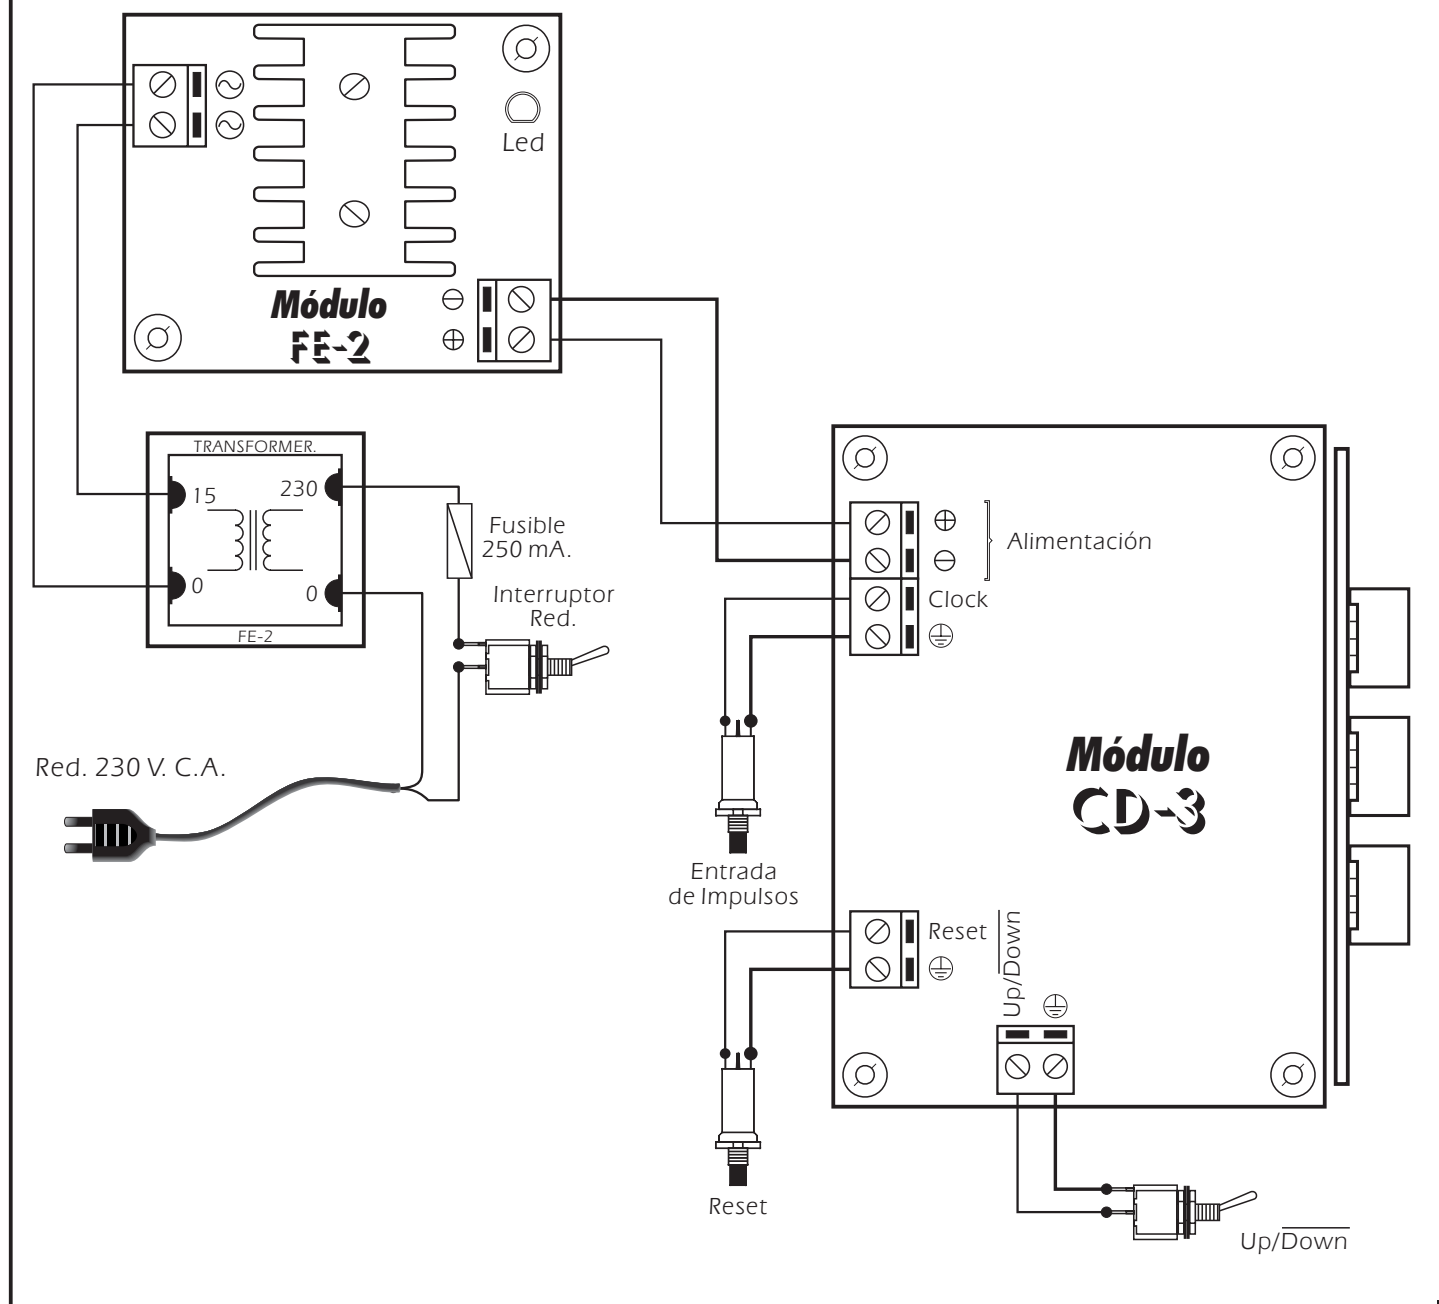 Led
Módulo
FE-2
TRANSFORMER.
15
230
0
0
FE-2
Fusible
250 mA.
Interruptor
Red.
Red. 230 V. C.A.
Alimentación
Clock
Módulo
CD-3
Entrada
de Impulsos
Reset
Up/Down
Reset
Up/Down